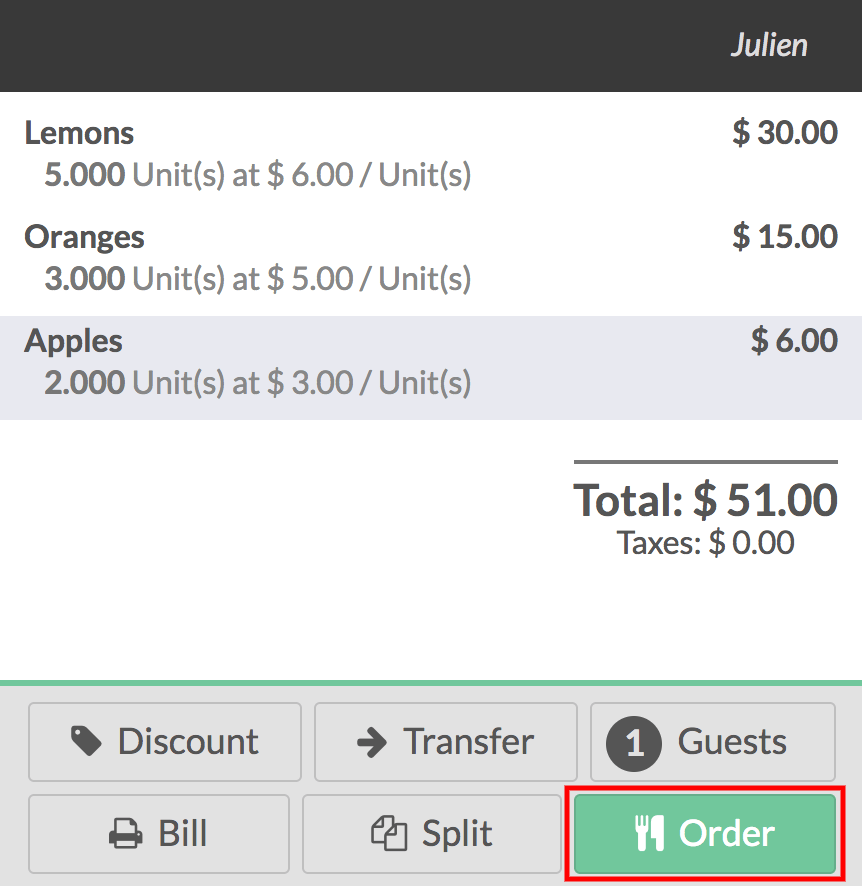 Julien
Lemons $ 30.00
5.000 Unit(s) at $ 6.00 / Unit(s)
Oranges $ 15.00
3.000 Unit(s) at $ 5.00 / Unit(s)
Apples $ 6.00
2.000 Unit(s) at $ 3.00 / Unit(s)
Total: $ 51.00
Taxes: $ 0.00
Discount Transfer 1 Guests
Bill Split Order